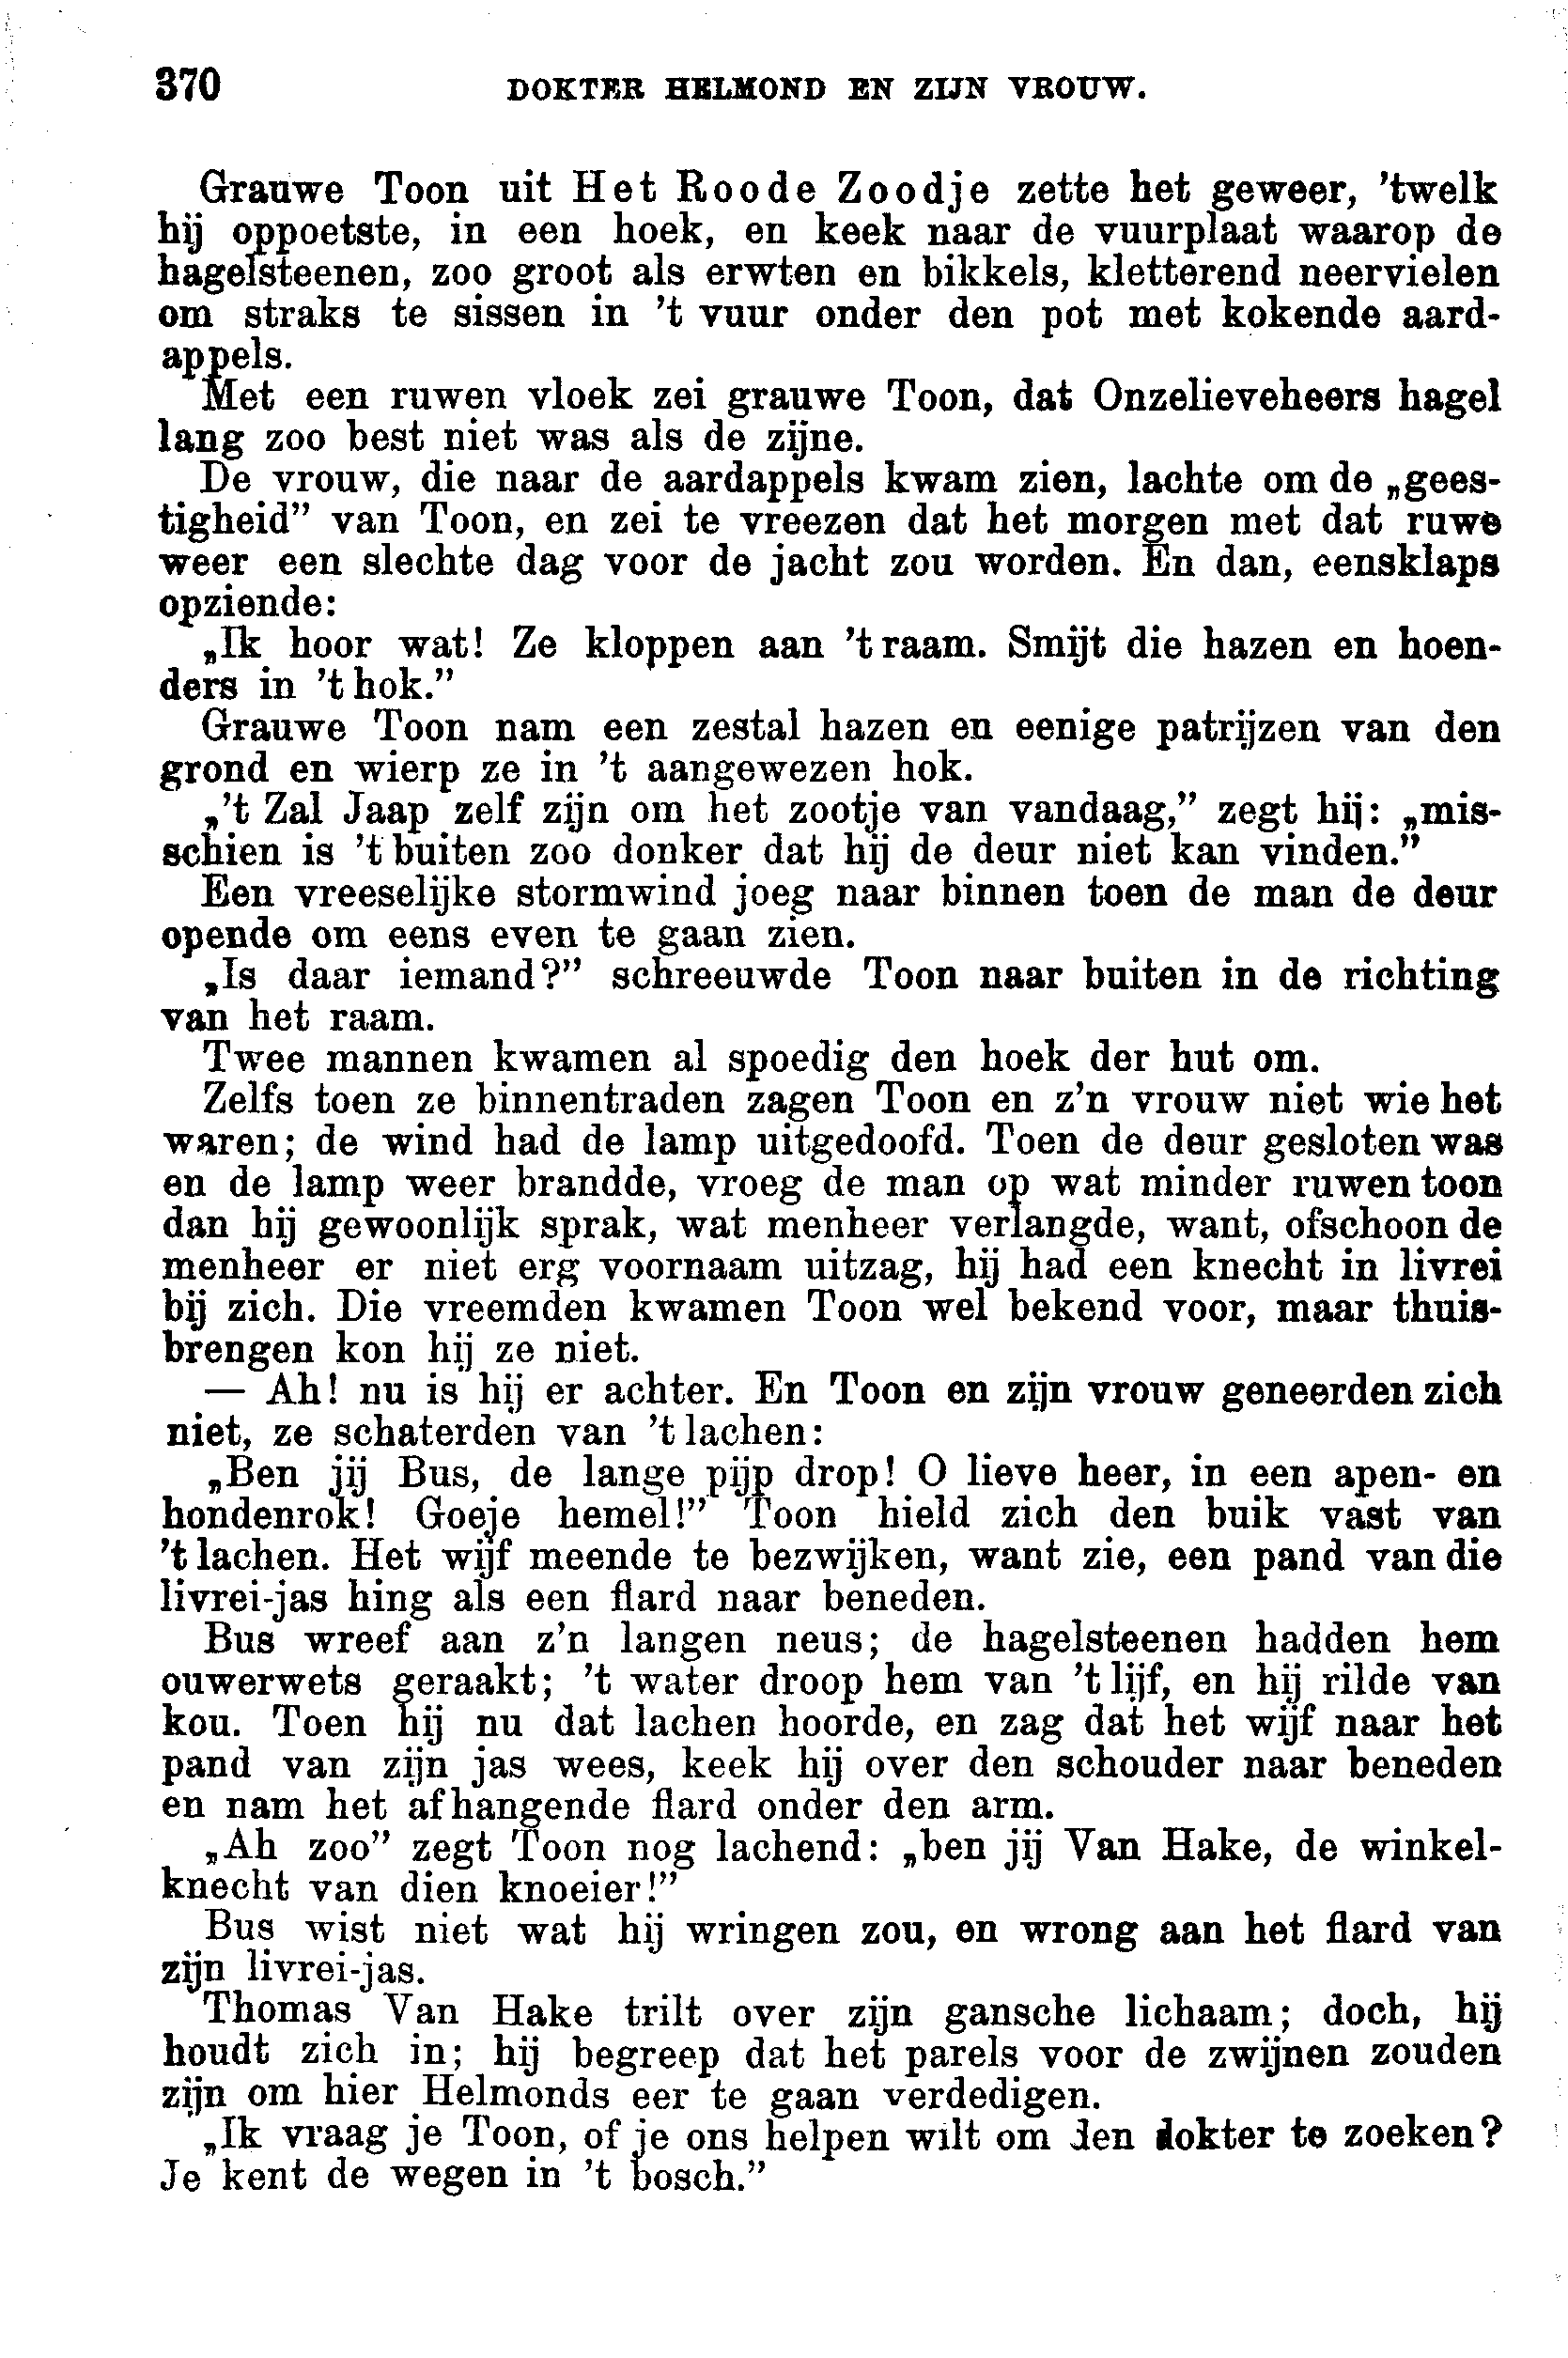 370 DOKTER HELMOND EN ZIJN VROUW.
Grauwe Toon uit Het Roode Zoodje zette het geweer, 'twelk
hij oppoetste, in een hoek, en keek naar de vuurplaat waarop de
hagelsteenen, zoo groot als erwten en bikkels, kletterend neervielen
om straks te sissen in 't vuur onder den pot met kokende aard-
appels.
Met een ruwen vloek zei grauwe Toon, dat Onzelieveheers hagel
lang zoo best niet was als de zijne.
De vrouw, die naar de aardappels kwam zien, lachte om de „gees-
tigheid” van Toon, en zei te vreezen dat het morgen met dat ruwe
weer een slechte dag voor de jacht zou worden. En dan, eensklaps
opziende:
„Ik hoor wat! Ze kloppen aan 't raam. Smijt die hazen en hoen-
ders in 't hok.”
Grauwe Toon nam een zestal hazen en eenige patrijzen van den
grond en wierp ze in 't aangewezen hok.
„'t Zal Jaap zelf zijn om het zootje van vandaag,” zegt hij: „mis-
schien is 't buiten zoo donker dat hij de deur niet kan vinden.”
Een vreeselijke stormwind joeg naar binnen toen de man de deur
opende om eens even te gaan zien.
„Is daar iemand?” schreeuwde Toon naar buiten in de richting
van het raam.
Twee mannen kwamen al spoedig den hoek der hut om.
Zelfs toen ze binnentraden zagen Toon en z'n vrouw niet wie het
waren; de wind had de lamp uitgedoofd. Toen de deur gesloten was
en de lamp weer brandde, vroeg de man op wat minder ruwen toon
dan hij gewoonlijk sprak, wat menheer verlangde, want, ofschoon de
menheer er niet erg voornaam uitzag, hij had een knecht in livrei
bij zich. Die vreemden kwamen Toon wel bekend voor, maar thuis-
brengen kon hij ze niet.
— Ah! nu is hij er achter. En Toon en zijn vrouw geneerden zich
niet, ze schaterden van 't lachen:
„Ben jij Bus, de lange pijp drop! O lieve heer, in een apen- en
hondenrok! Goeje hemel!” Toon hield zich den buik vast van
't lachen. Het wijf meende te bezwijken, want zie, een pand van die
livrei-jas hing als een flard naar beneden.
Bus wreef aan z'n langen neus; de hagelsteenen hadden hem
ouwerwets geraakt; 't water droop hem van 't lijf, en hij rilde van
kou. Toen hij nu dat lachen hoorde, en zag dat het wijf naar het
pand van zijn jas wees, keek hij over den schouder naar beneden
en nam het afhangende flard onder den arm.
„Ah zoo” zegt Toon nog lachend: „ben jij Van Hake, de winkel-
knecht van dien knoeier!”
Bus wist niet wat hij wringen zou, en wrong aan het flard van
zijn livrei-jas.
Thomas Van Hake trilt over zijn gansche lichaam; doch, hij
houdt zich in; hij begreep dat het parels voor de zwijnen zouden
zijn om hier Helmonds eer te gaan verdedigen.
„Ik vraag je Toon, of je ons helpen wilt om den dokter te zoeken?
Je kent de wegen in 't bosch.”